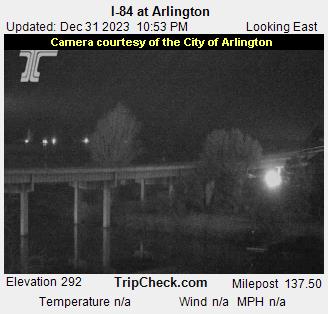 I-84 at Arlington
Updated: Dec 31 2023 10:53 PM Looking East
Camera courtesy of the City of Arlington
Elevation 292 TripCheck.com Milepost 137.50
Temperature n/a Wind n/a MPH n/a